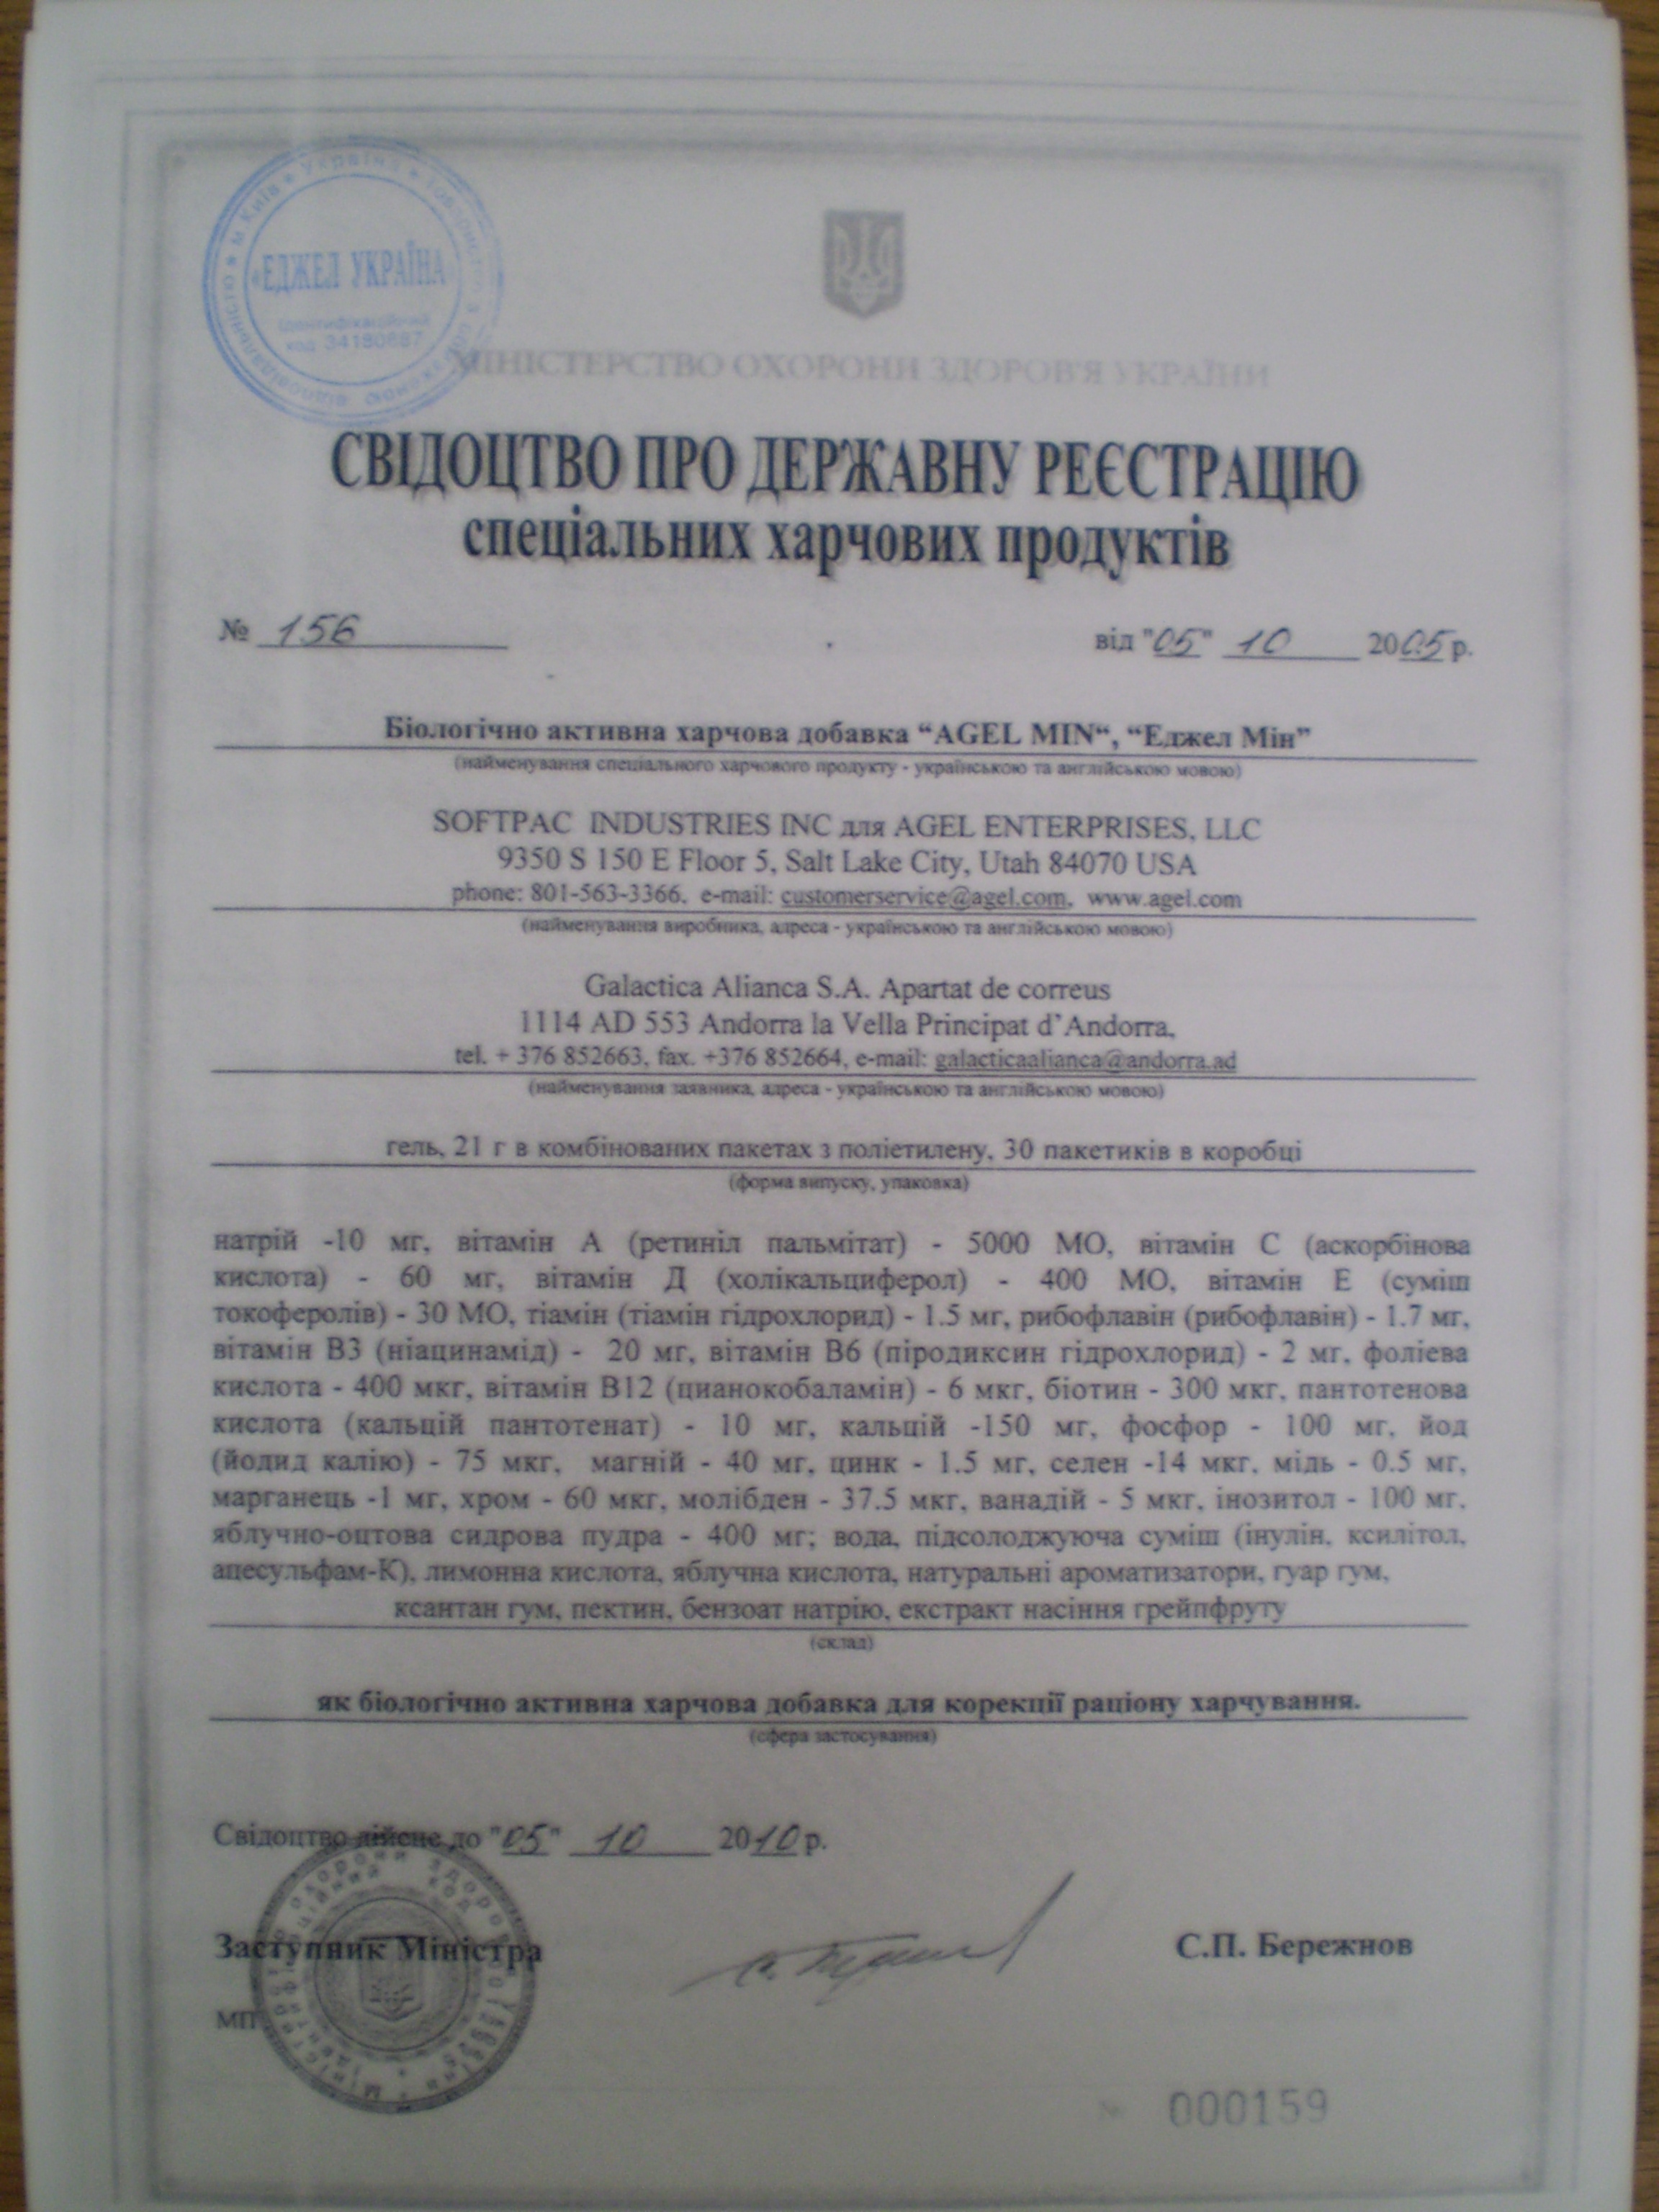 м.Київ * Україна * Товариство з обмеженою відповідальністю *
«ЕДЖЕЛ УКРАЇНА»
Ідентифікаційний
код 34180687
МІНІСТЕРСТВО ОХОРОНИ ЗДОРОВ'Я УКРАЇНИ
СВІДОЦТВО ПРО ДЕРЖАВНУ РЕЄСТРАЦІЮ
спеціальних харчових продуктів
№ 156 від "05" 10 2005 р.
Біологічно активна харчова добавка “AGEL MIN“, “Еджел Мін”
(найменування спеціального харчового продукту - українською та англійською мовою)
SOFTPAC INDUSTRIES INC для AGEL ENTERPRISES, LLC
9350 S 150 E Floor 5, Salt Lake City, Utah 84070 USA
phone: 801-563-3366, e-mail: customerservice@agel.com, www.agel.com
(найменування виробника, адреса - українською та англійською мовою)
Galactica Alianca S.A. Apartat de correus
1114 AD 553 Andorra la Vella Principat d’Andorra,
tel. + 376 852663, fax. +376 852664, e-mail: galacticaalianca@andorra.ad
(найменування заявника, адреса - українською та англійською мовою)
гель, 21 г в комбінованих пакетах з поліетилену, 30 пакетиків в коробці
(форма випуску, упаковка)
натрій -10 мг, вітамін А (ретиніл пальмітат) - 5000 МО, вітамін С (аскорбінова
кислота) - 60 мг, вітамін Д (холікальциферол) - 400 МО, вітамін Е (суміш
токоферолів) - 30 МО, тіамін (тіамін гідрохлорид) - 1.5 мг, рибофлавін (рибофлавін) - 1.7 мг,
вітамін В3 (ніацинамід) - 20 мг, вітамін В6 (піродиксин гідрохлорид) - 2 мг, фолієва
кислота - 400 мкг, вітамін В12 (цианокобаламін) - 6 мкг, біотин - 300 мкг, пантотенова
кислота (кальцій пантотенат) - 10 мг, кальцій -150 мг, фосфор - 100 мг, йод
(йодид калію) - 75 мкг, магній - 40 мг, цинк - 1.5 мг, селен -14 мкг, мідь - 0.5 мг,
марганець -1 мг, хром - 60 мкг, молібден - 37.5 мкг, ванадій - 5 мкг, інозитол - 100 мг,
яблучно-оцтова сидрова пудра - 400 мг; вода, підсолоджуюча суміш (інулін, ксилітол,
ацесульфам-К), лимонна кислота, яблучна кислота, натуральні ароматизатори, гуар гум,
ксантан гум, пектин, бензоат натрію, екстракт насіння грейпфруту
(склад)
як біологічно активна харчова добавка для корекції раціону харчування.
(сфера застосування)
Свідоцтво дійсне до "05" 10 2010 р.
Заступник Міністра С.П. Бережнов
МП
№ 000159